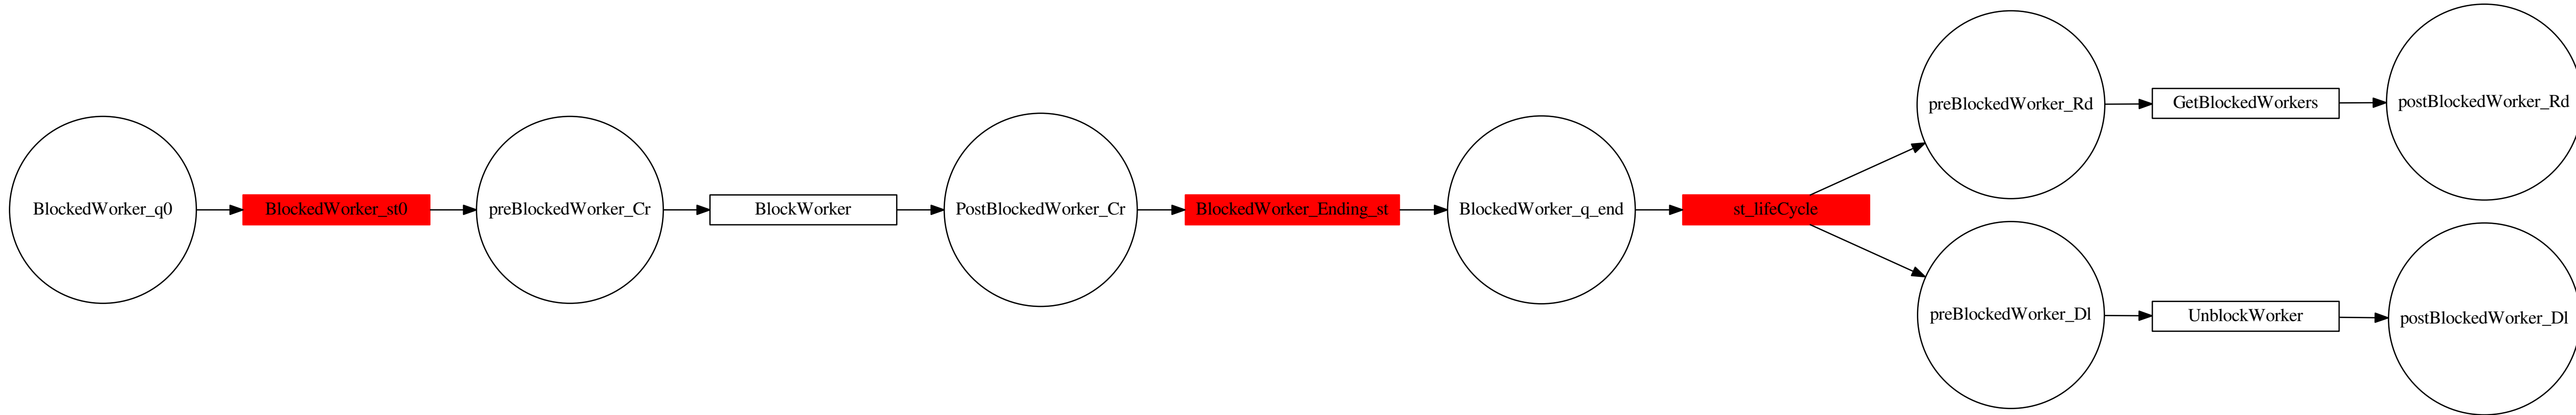 BlockedWorker_q0
BlockedWorker_st0
preBlockedWorker_Cr
BlockWorker
PostBlockedWorker_Cr
BlockedWorker_Ending_st
BlockedWorker_q_end
st_lifeCycle
preBlockedWorker_Rd
GetBlockedWorkers
postBlockedWorker_Rd
preBlockedWorker_Dl
UnblockWorker
postBlockedWorker_Dl